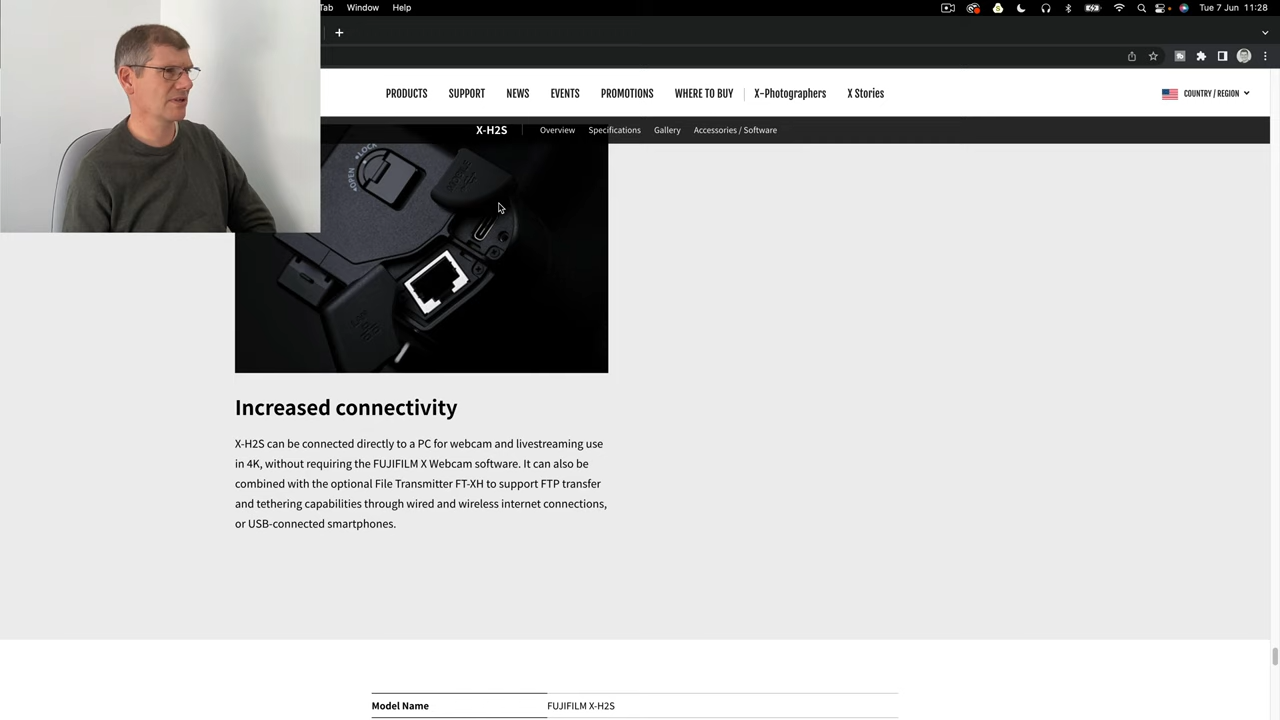 Tab Window Help Tue 7 Jun 11:28
PRODUCTS SUPPORT NEWS EVENTS PROMOTIONS WHERE TO BUY X-Photographers X Stories COUNTRY / REGION
X-H2S Overview Specifications Gallery Accessories / Software
LOCK
OPEN
Increased connectivity
X-H2S can be connected directly to a PC for webcam and livestreaming use
in 4K, without requiring the FUJIFILM X Webcam software. It can also be
combined with the optional File Transmitter FT-XH to support FTP transfer
and tethering capabilities through wired and wireless internet connections,
or USB-connected smartphones.
Model Name FUJIFILM X-H2S